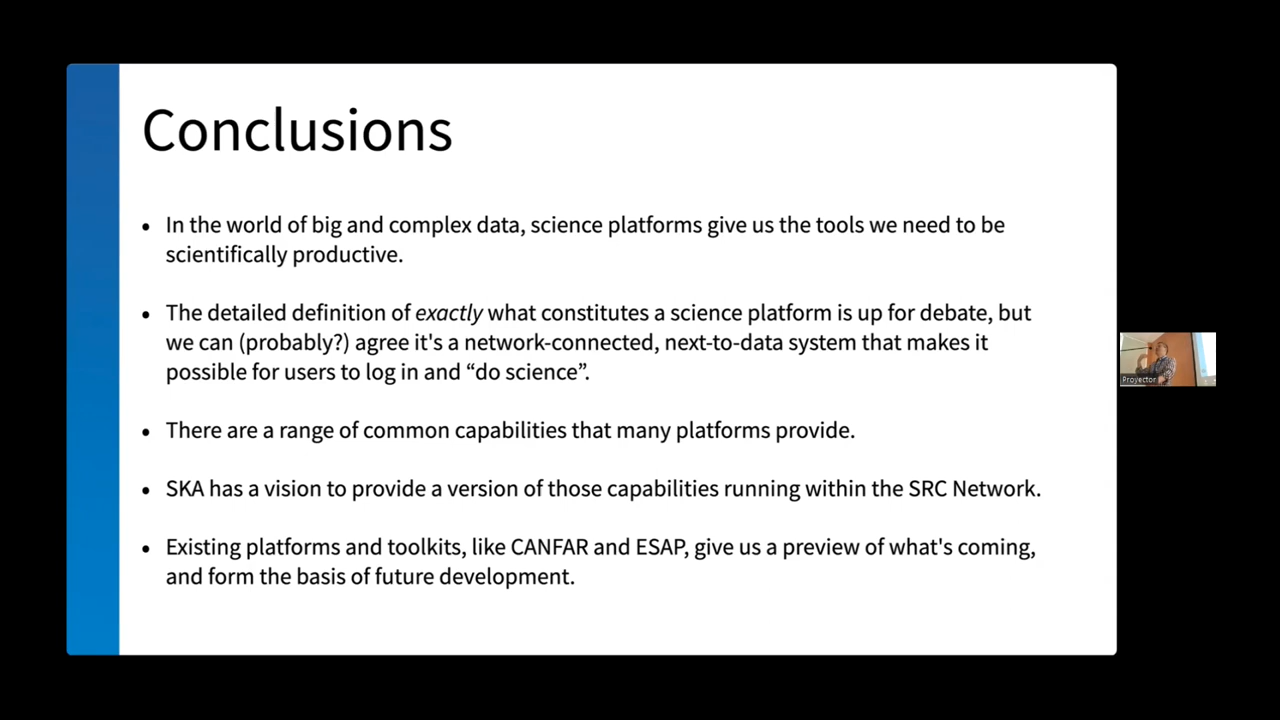 Conclusions
• In the world of big and complex data, science platforms give us the tools we need to be
scientifically productive.
• The detailed definition of exactly what constitutes a science platform is up for debate, but
we can (probably?) agree it's a network-connected, next-to-data system that makes it
possible for users to log in and “do science”.
• There are a range of common capabilities that many platforms provide.
• SKA has a vision to provide a version of those capabilities running within the SRC Network.
• Existing platforms and toolkits, like CANFAR and ESAP, give us a preview of what's coming,
and form the basis of future development.
Proyector